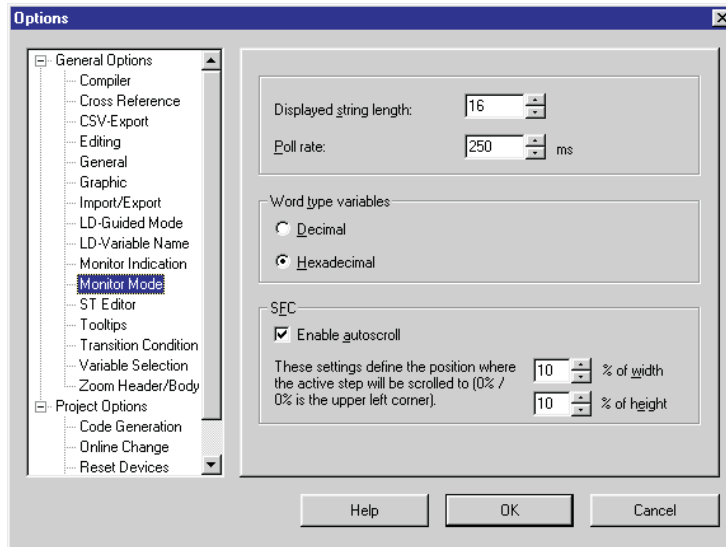 Options
General Options
Compiler
Cross Reference
CSV-Export
Editing
General
Graphic
Import/Export
LD-Guided Mode
LD-Variable Name
Monitor Indication
Monitor Mode
ST Editor
Tooltips
Transition Condition
Variable Selection
Zoom Header/Body
Project Options
Code Generation
Online Change
Reset Devices
Displayed string length: 16
Poll rate: 250 ms
Word type variables
Decimal
Hexadecimal
SFC
Enable autoscroll
These settings define the position where
the active step will be scrolled to (0% /
0% is the upper left corner).
10 % of width
10 % of height
Help OK Cancel